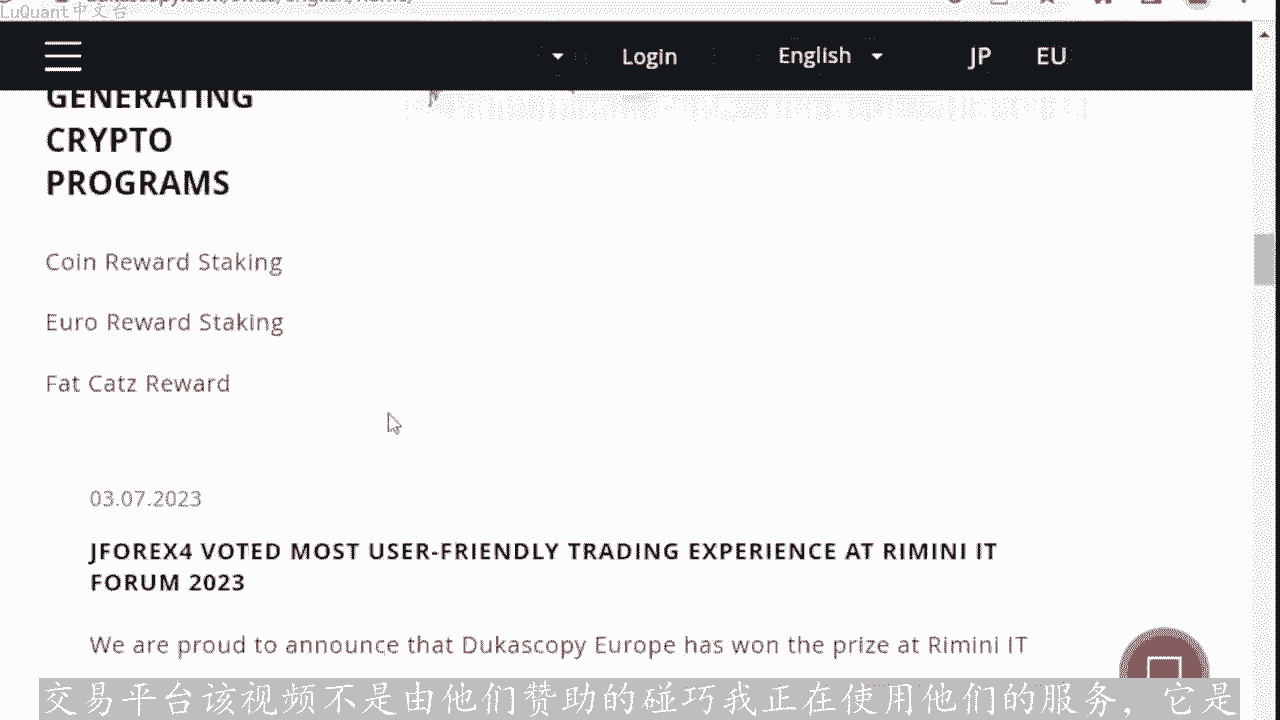 LuQuant中文台
Login
English
JP
EU
GENERATING
CRYPTO
PROGRAMS
Coin Reward Staking
Euro Reward Staking
Fat Catz Reward
03.07.2023
JFOREX4 VOTED MOST USER-FRIENDLY TRADING EXPERIENCE AT RIMINI IT
FORUM 2023
We are proud to announce that Dukascopy Europe has won the prize at Rimini IT
交易平台该视频不是由他们赞助的碰巧我正在使用他们的服务，它是